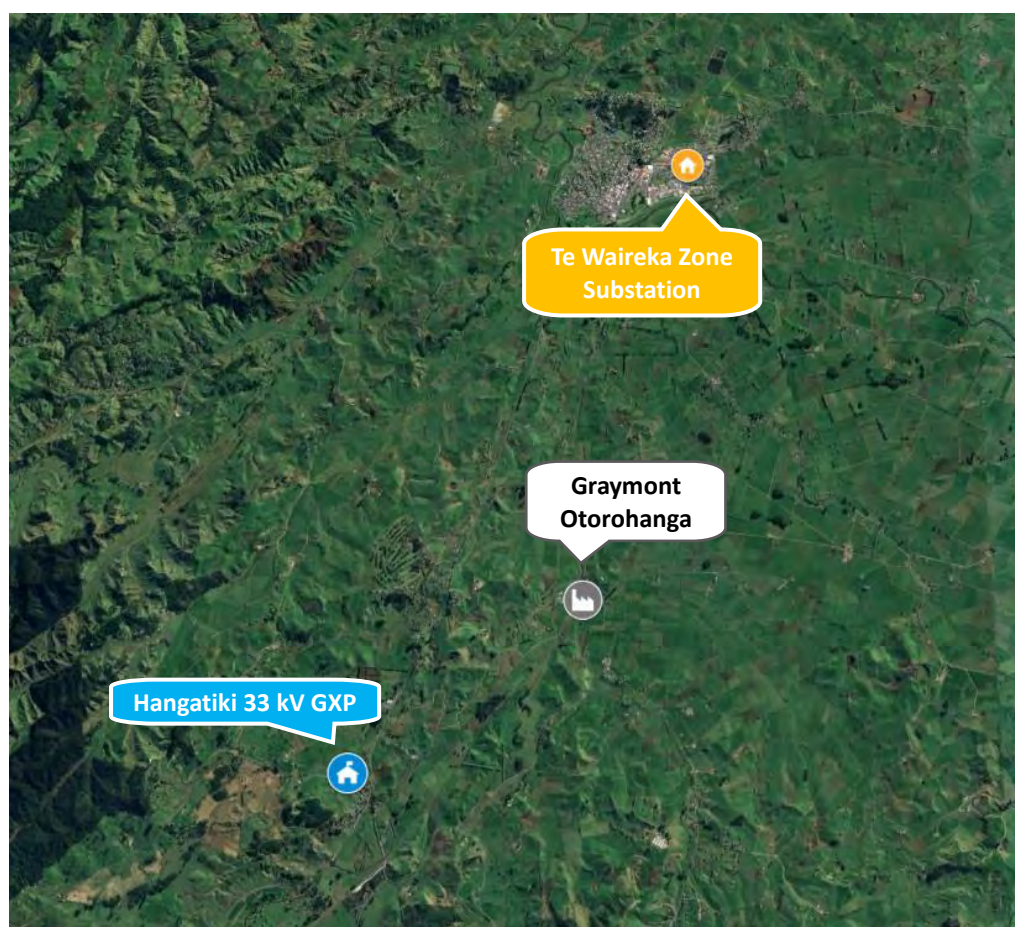 Te Waireka Zone
Substation
Graymont
Otorohanga
Hangatiki 33 kV GXP